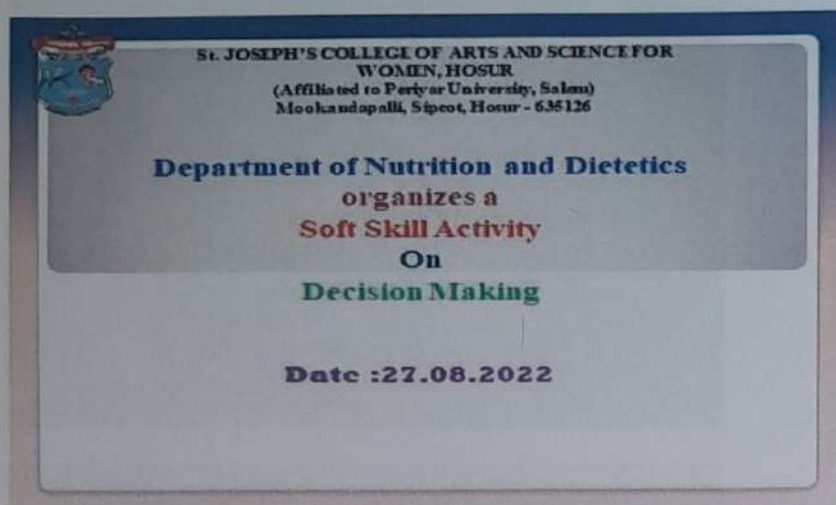 St. JOSEPH'S COLLEGE OF ARTS AND SCIENCE FOR
WOMEN, HOSUR
(Affiliated to Periyar University, Salem)
Mookandapalli, Sipcot, Hosur - 635126
Department of Nutrition and Dietetics
organizes a
Soft Skill Activity
On
Decision Making
Date :27.08.2022